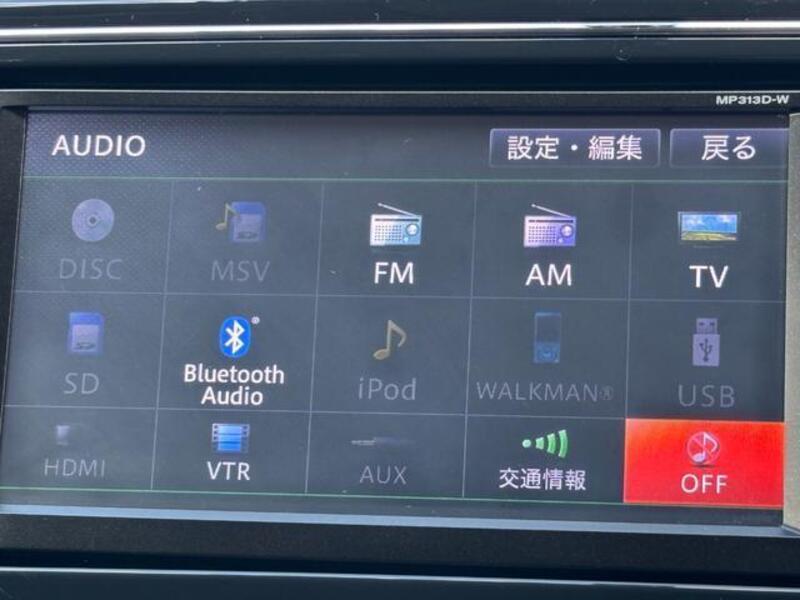 MP313D-W
AUDIO 設定・編集 戻る
DISC MSV FM AM TV
SD Bluetooth® Audio iPod WALKMAN® USB
HDMI VTR AUX 交通情報 OFF